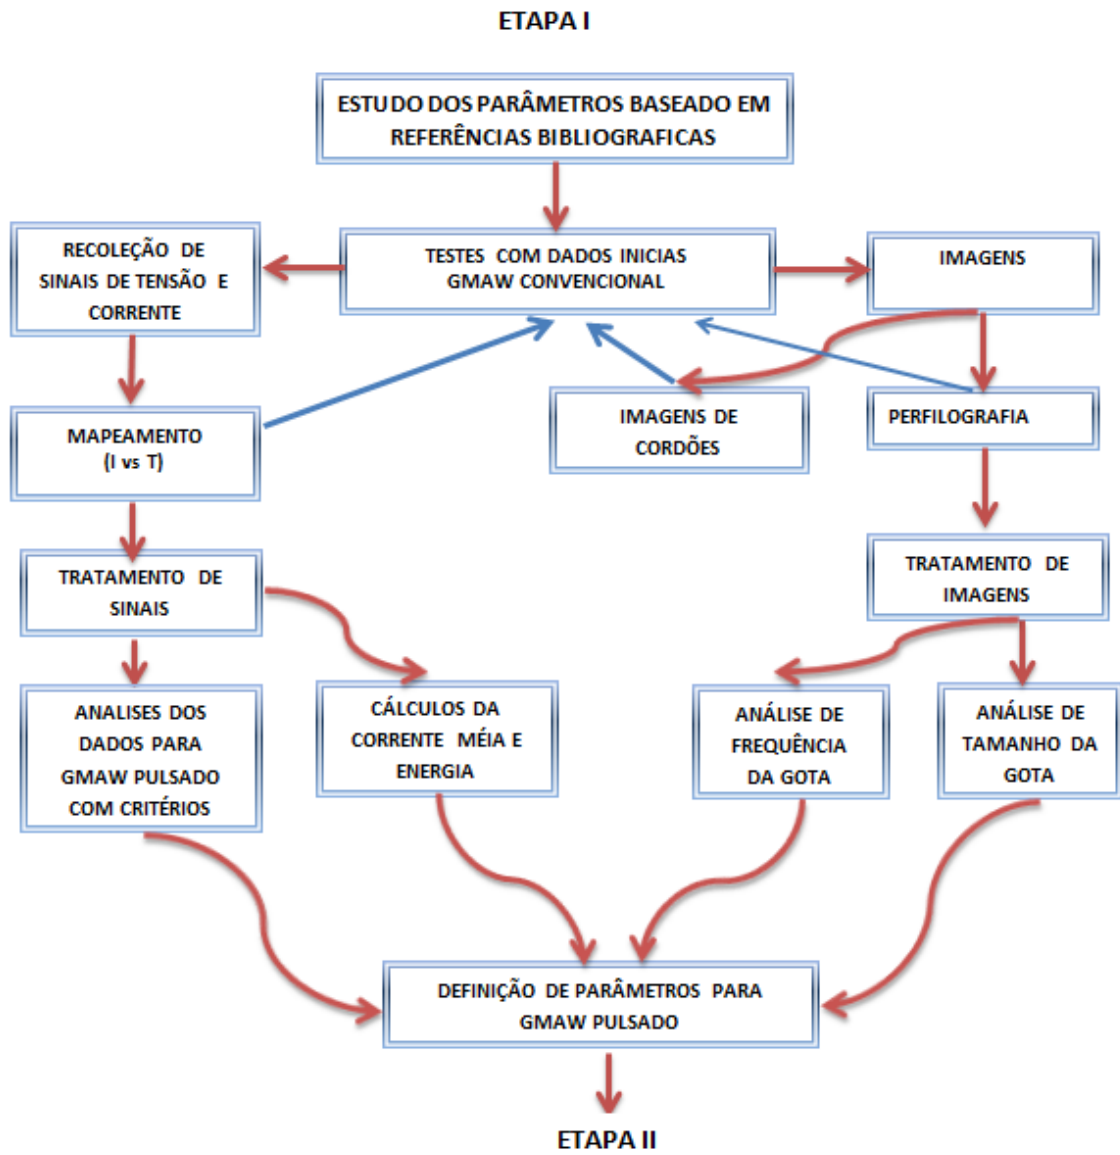 ETAPA I
ESTUDO DOS PARÂMETROS BASEADO EM
REFERÊNCIAS BIBLIOGRAFICAS
RECOLEÇÃO DE
SINAIS DE TENSÃO E
CORRENTE
TESTES COM DADOS INICIAS
GMAW CONVENCIONAL
IMAGENS
MAPEAMENTO
(I vs T)
IMAGENS DE
CORDÕES
PERFILOGRAFIA
TRATAMENTO DE
SINAIS
TRATAMENTO DE
IMAGENS
ANALISES DOS
DADOS PARA
GMAW PULSADO
COM CRITÉRIOS
CÁLCULOS DA
CORRENTE MÉIA E
ENERGIA
ANÁLISE DE
FREQUÊNCIA
DA GOTA
ANÁLISE DE
TAMANHO DA
GOTA
DEFINIÇÃO DE PARÂMETROS PARA
GMAW PULSADO
ETAPA II